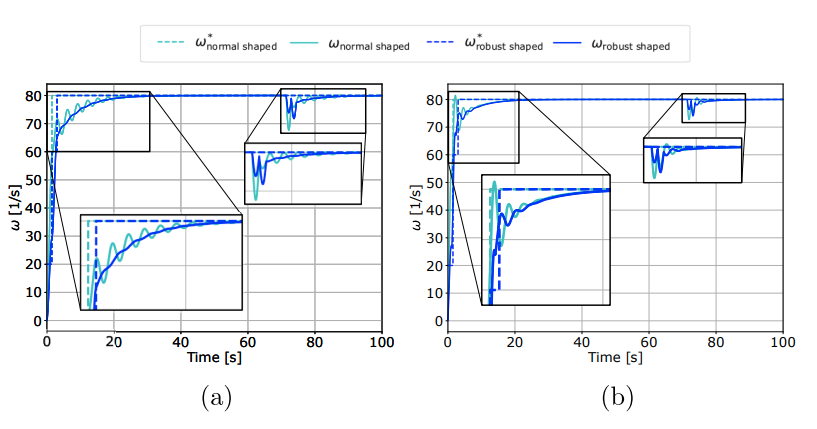 ω*normal shaped ωnormal shaped ω*robust shaped ωrobust shaped
80
70
60
50
40
30
20
10
0
ω [1/s]
0 20 40 60 80 100
Time [s]
(a)
80
70
60
50
40
30
20
10
0
ω [1/s]
0 20 40 60 80 100
Time [s]
(b)